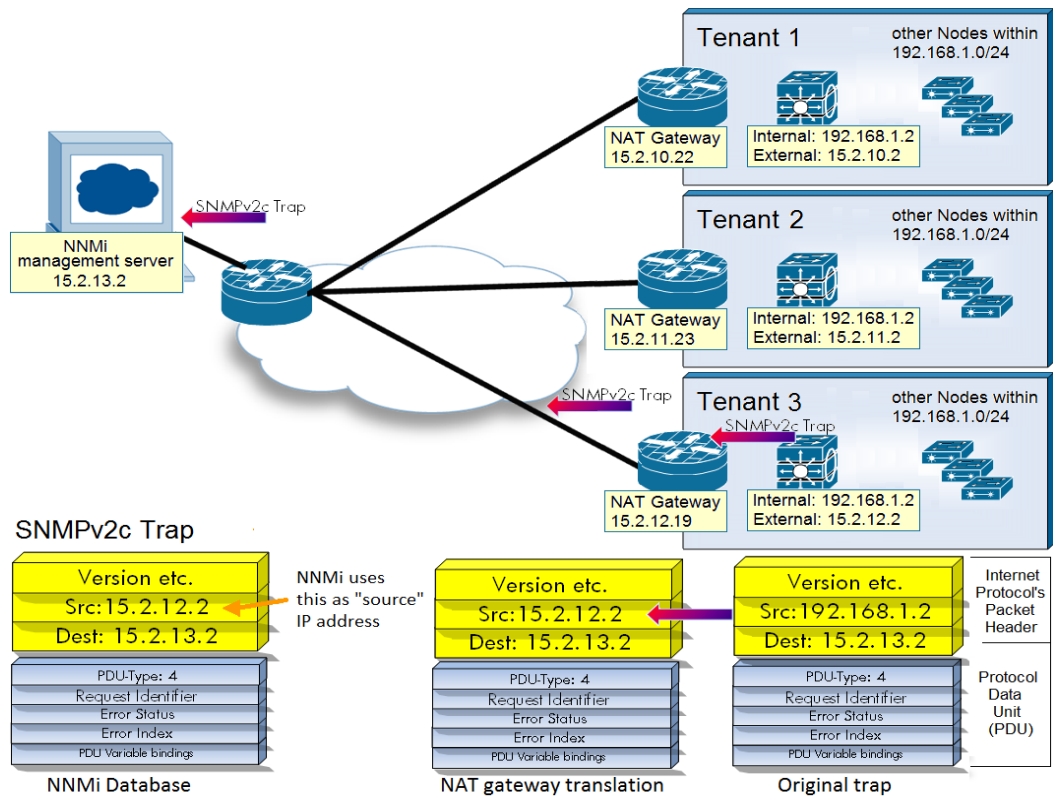 Tenant 1
other Nodes within
192.168.1.0/24
NAT Gateway
15.2.10.22
Internal: 192.168.1.2
External: 15.2.10.2
SNMPv2c Trap
NNMi
management server
15.2.13.2
Tenant 2
other Nodes within
192.168.1.0/24
NAT Gateway
15.2.11.23
Internal: 192.168.1.2
External: 15.2.11.2
SNMPv2c Trap
Tenant 3
other Nodes within
192.168.1.0/24
SNMPv2c Trap
NAT Gateway
15.2.12.19
Internal: 192.168.1.2
External: 15.2.12.2
SNMPv2c Trap
Version etc.
Src:15.2.12.2
Dest: 15.2.13.2
PDU-Type: 4
Request Identifier
Error Status
Error Index
PDU Variable bindings
NNMi Database
NNMi uses
this as "source"
IP address
Version etc.
Src:15.2.12.2
Dest: 15.2.13.2
PDU-Type: 4
Request Identifier
Error Status
Error Index
PDU Variable bindings
NAT gateway translation
Version etc.
Src:192.168.1.2
Dest: 15.2.13.2
PDU-Type: 4
Request Identifier
Error Status
Error Index
PDU Variable bindings
Original trap
Internet
Protocol's
Packet
Header
Protocol
Data
Unit
(PDU)